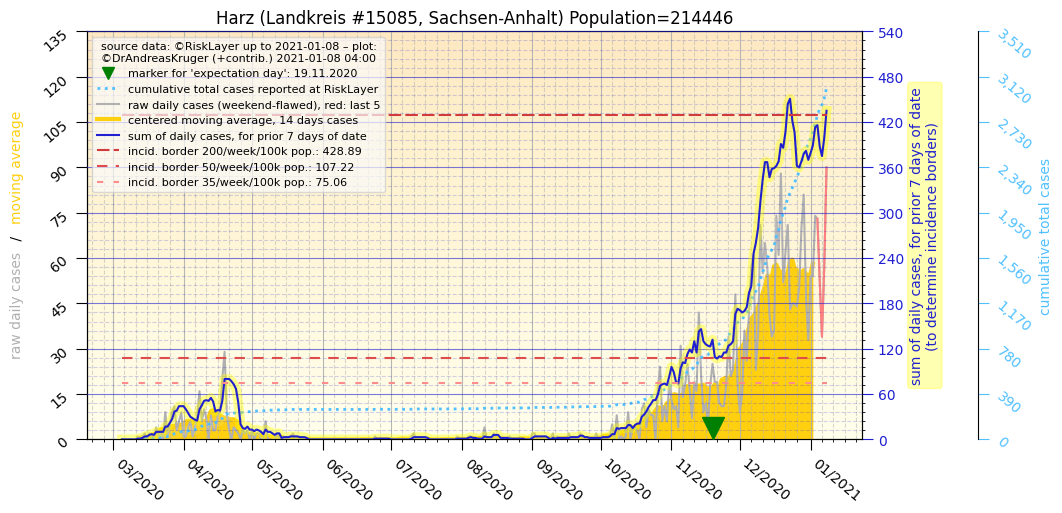 Harz (Landkreis #15085, Sachsen-Anhalt) Population=214446
source data: ©RiskLayer up to 2021-01-08 – plot:
©DrAndreasKruger (+contrib.) 2021-01-08 04:00
marker for 'expectation day': 19.11.2020
cumulative total cases reported at RiskLayer
raw daily cases (weekend-flawed), red: last 5
centered moving average, 14 days cases
sum of daily cases, for prior 7 days of date
incid. border 200/week/100k pop.: 428.89
incid. border 50/week/100k pop.: 107.22
incid. border 35/week/100k pop.: 75.06
raw daily cases / moving average
135
120
105
90
75
60
45
30
15
0
03/2020
04/2020
05/2020
06/2020
07/2020
08/2020
09/2020
10/2020
11/2020
12/2020
01/2021
540
480
420
360
300
240
180
120
60
0
sum of daily cases, for prior 7 days of date
(to determine incidence borders)
3,510
3,120
2,730
2,340
1,950
1,560
1,170
780
390
0
cumulative total cases